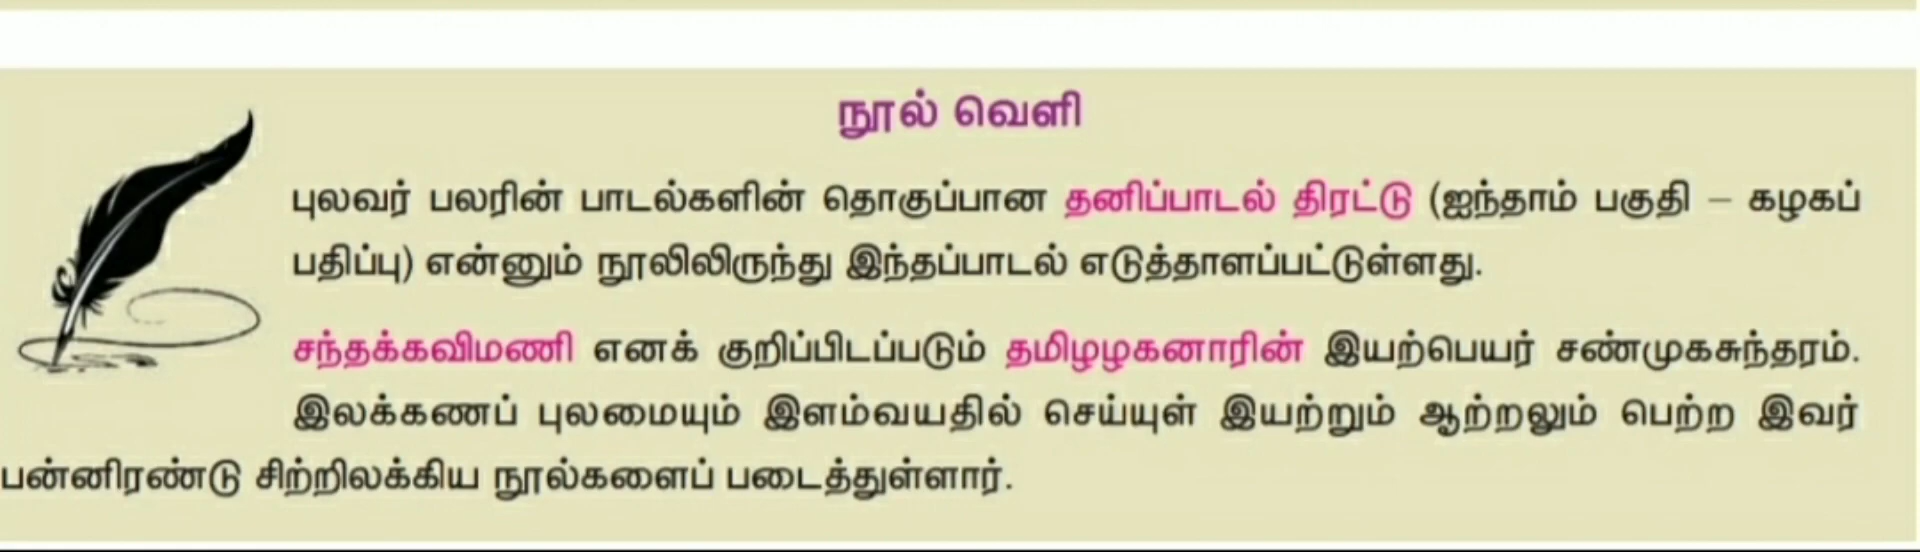 நூல் வெளி
புலவர் பலரின் பாடல்களின் தொகுப்பான தனிப்பாடல் திரட்டு (ஐந்தாம் பகுதி – கழகப்
பதிப்பு) என்னும் நூலிலிருந்து இந்தப்பாடல் எடுத்தாளப்பட்டுள்ளது.
சந்தக்கவிமணி எனக் குறிப்பிடப்படும் தமிழழகனாரின் இயற்பெயர் சண்முகசுந்தரம்.
இலக்கணப் புலமையும் இளம்வயதில் செய்யுள் இயற்றும் ஆற்றலும் பெற்ற இவர்
பன்னிரண்டு சிற்றிலக்கிய நூல்களைப் படைத்துள்ளார்.